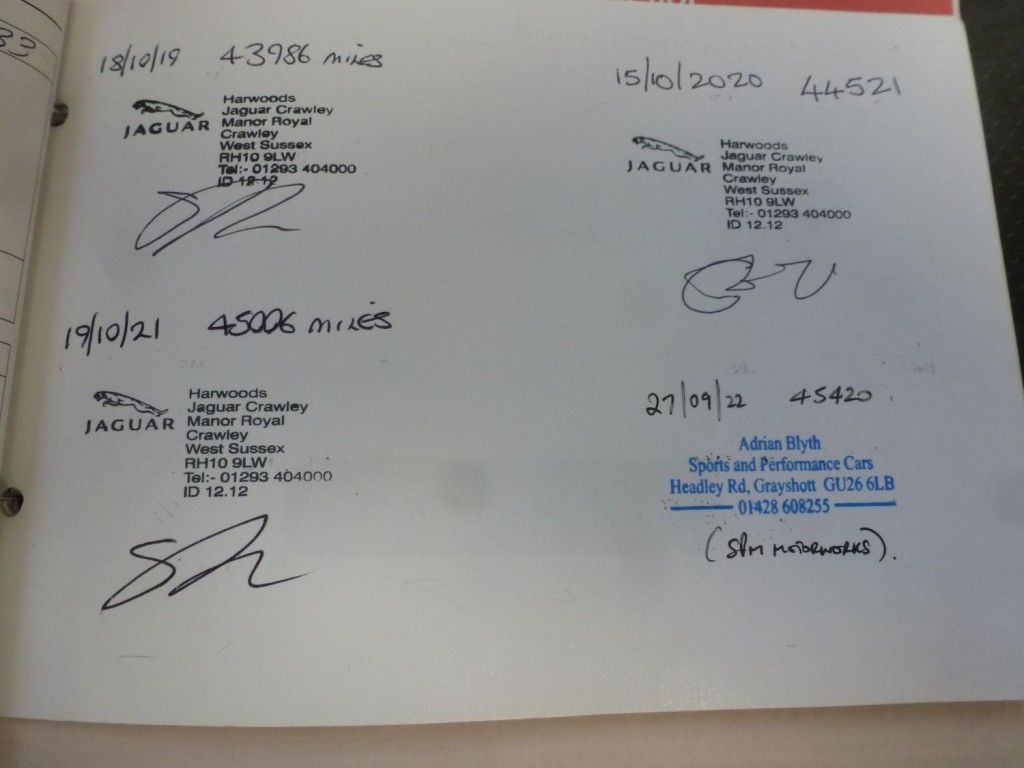 33
18/10/19 43986 miles
JAGUAR
Harwoods
Jaguar Crawley
Manor Royal
Crawley
West Sussex
RH10 9LW
Tel:- 01293 404000
ID 12.12
15/10/2020 44521
JAGUAR
Harwoods
Jaguar Crawley
Manor Royal
Crawley
West Sussex
RH10 9LW
Tel:- 01293 404000
ID 12.12
19/10/21 45006 miles
JAGUAR
Harwoods
Jaguar Crawley
Manor Royal
Crawley
West Sussex
RH10 9LW
Tel:- 01293 404000
ID 12.12
27/09/22 45420
Adrian Blyth
Sports and Performance Cars
Headley Rd, Grayshott GU26 6LB
01428 608255
(SPM MOTORWORKS).